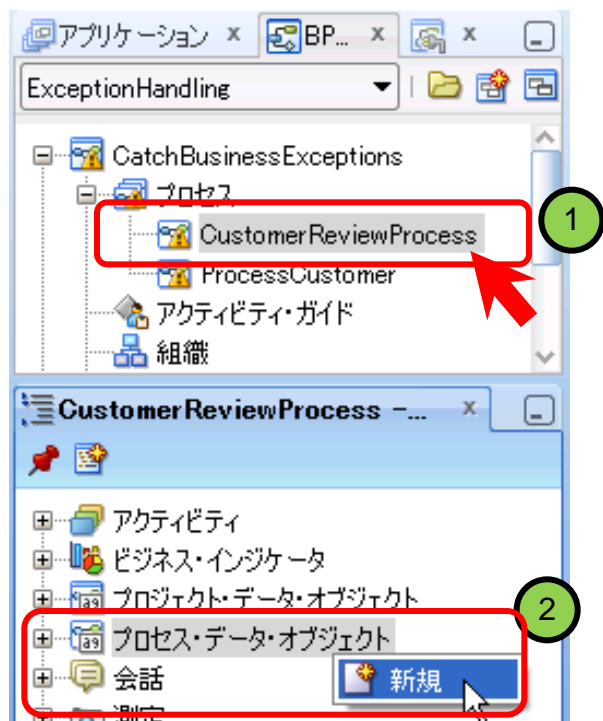 アプリケーション x BP... x x
ExceptionHandling
CatchBusinessExceptions
プロセス
CustomerReviewProcess
1
ProcessCustomer
アクティビティ・ガイド
組織
CustomerReviewProcess -... x
アクティビティ
ビジネス・インジケータ
プロジェクト・データ・オブジェクト
2
プロセス・データ・オブジェクト
会話
新規
測定